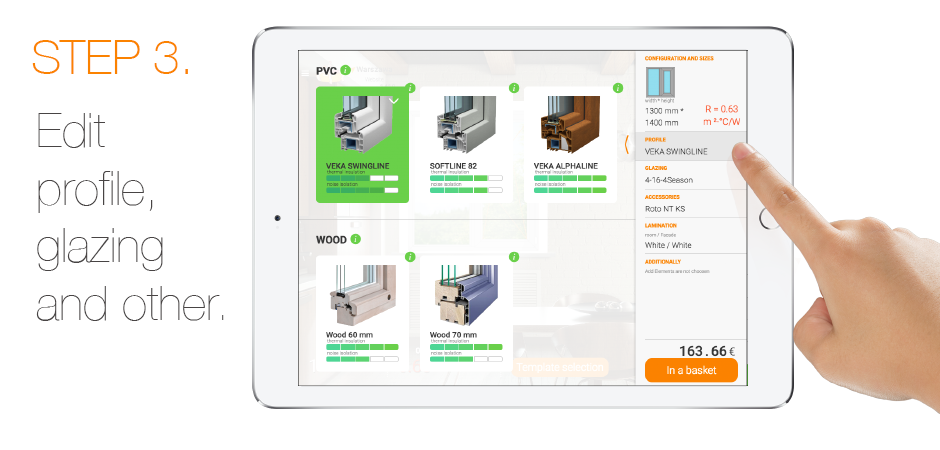 STEP 3.
Edit
profile,
glazing
and other.
PVC i
VEKA SWINGLINE
thermal insulation
noise isolation
SOFTLINE 82
thermal insulation
noise isolation
VEKA ALPHALINE
thermal insulation
noise isolation
WOOD i
Wood 60 mm
thermal insulation
noise isolation
Wood 70 mm
thermal insulation
noise isolation
CONFIGURATION AND SIZES
width * height
1300 mm *
1400 mm
R = 0.63
m ²·°C/W
PROFILE
VEKA SWINGLINE
GLAZING
4-16-4Season
ACCESSORIES
Roto NT KS
LAMINATION
room / facade
White / White
ADDITIONALLY
Add Elements are not choosen
163.66 €
In a basket